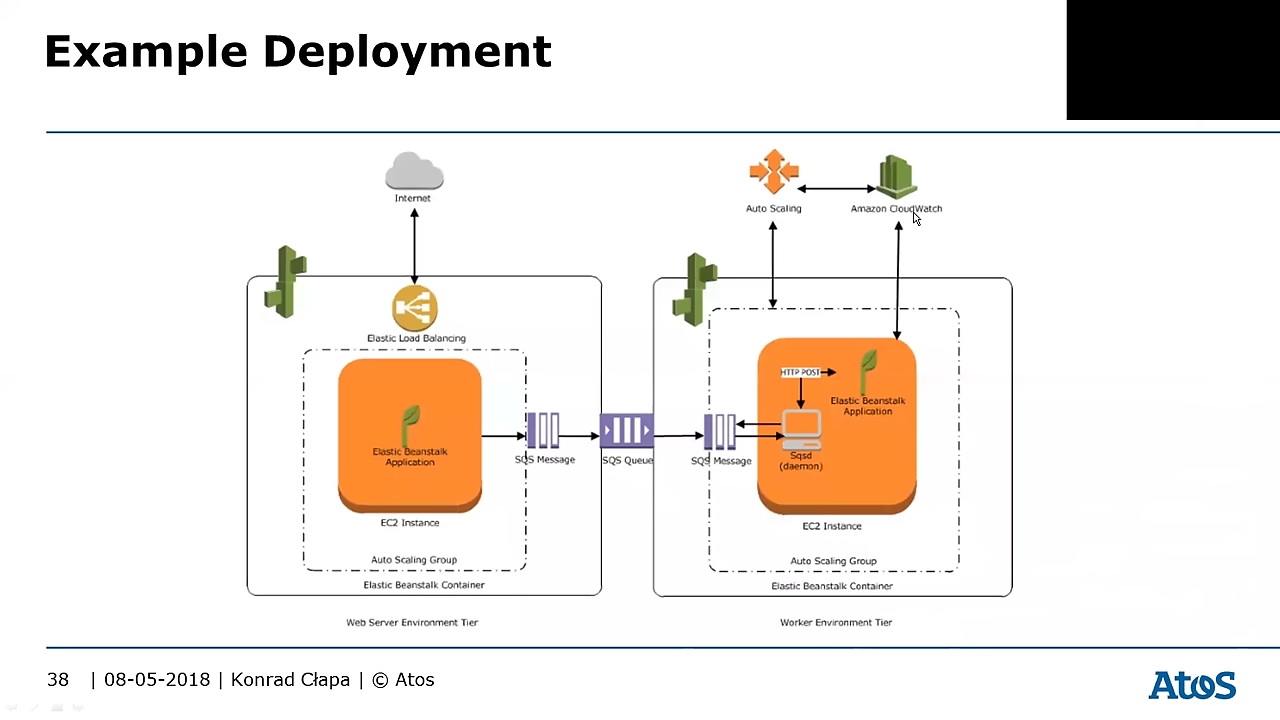 Example Deployment
Internet
Auto Scaling
Amazon CloudWatch
Elastic Load Balancing
HTTP POST
Elastic Beanstalk
Application
Elastic Beanstalk
Application
SQS Message
SQS Queue
SQS Message
Sqsd
(daemon)
EC2 Instance
EC2 Instance
Auto Scaling Group
Auto Scaling Group
Elastic Beanstalk Container
Elastic Beanstalk Container
Web Server Environment Tier
Worker Environment Tier
38 | 08-05-2018 | Konrad Cłapa | © Atos
Atos